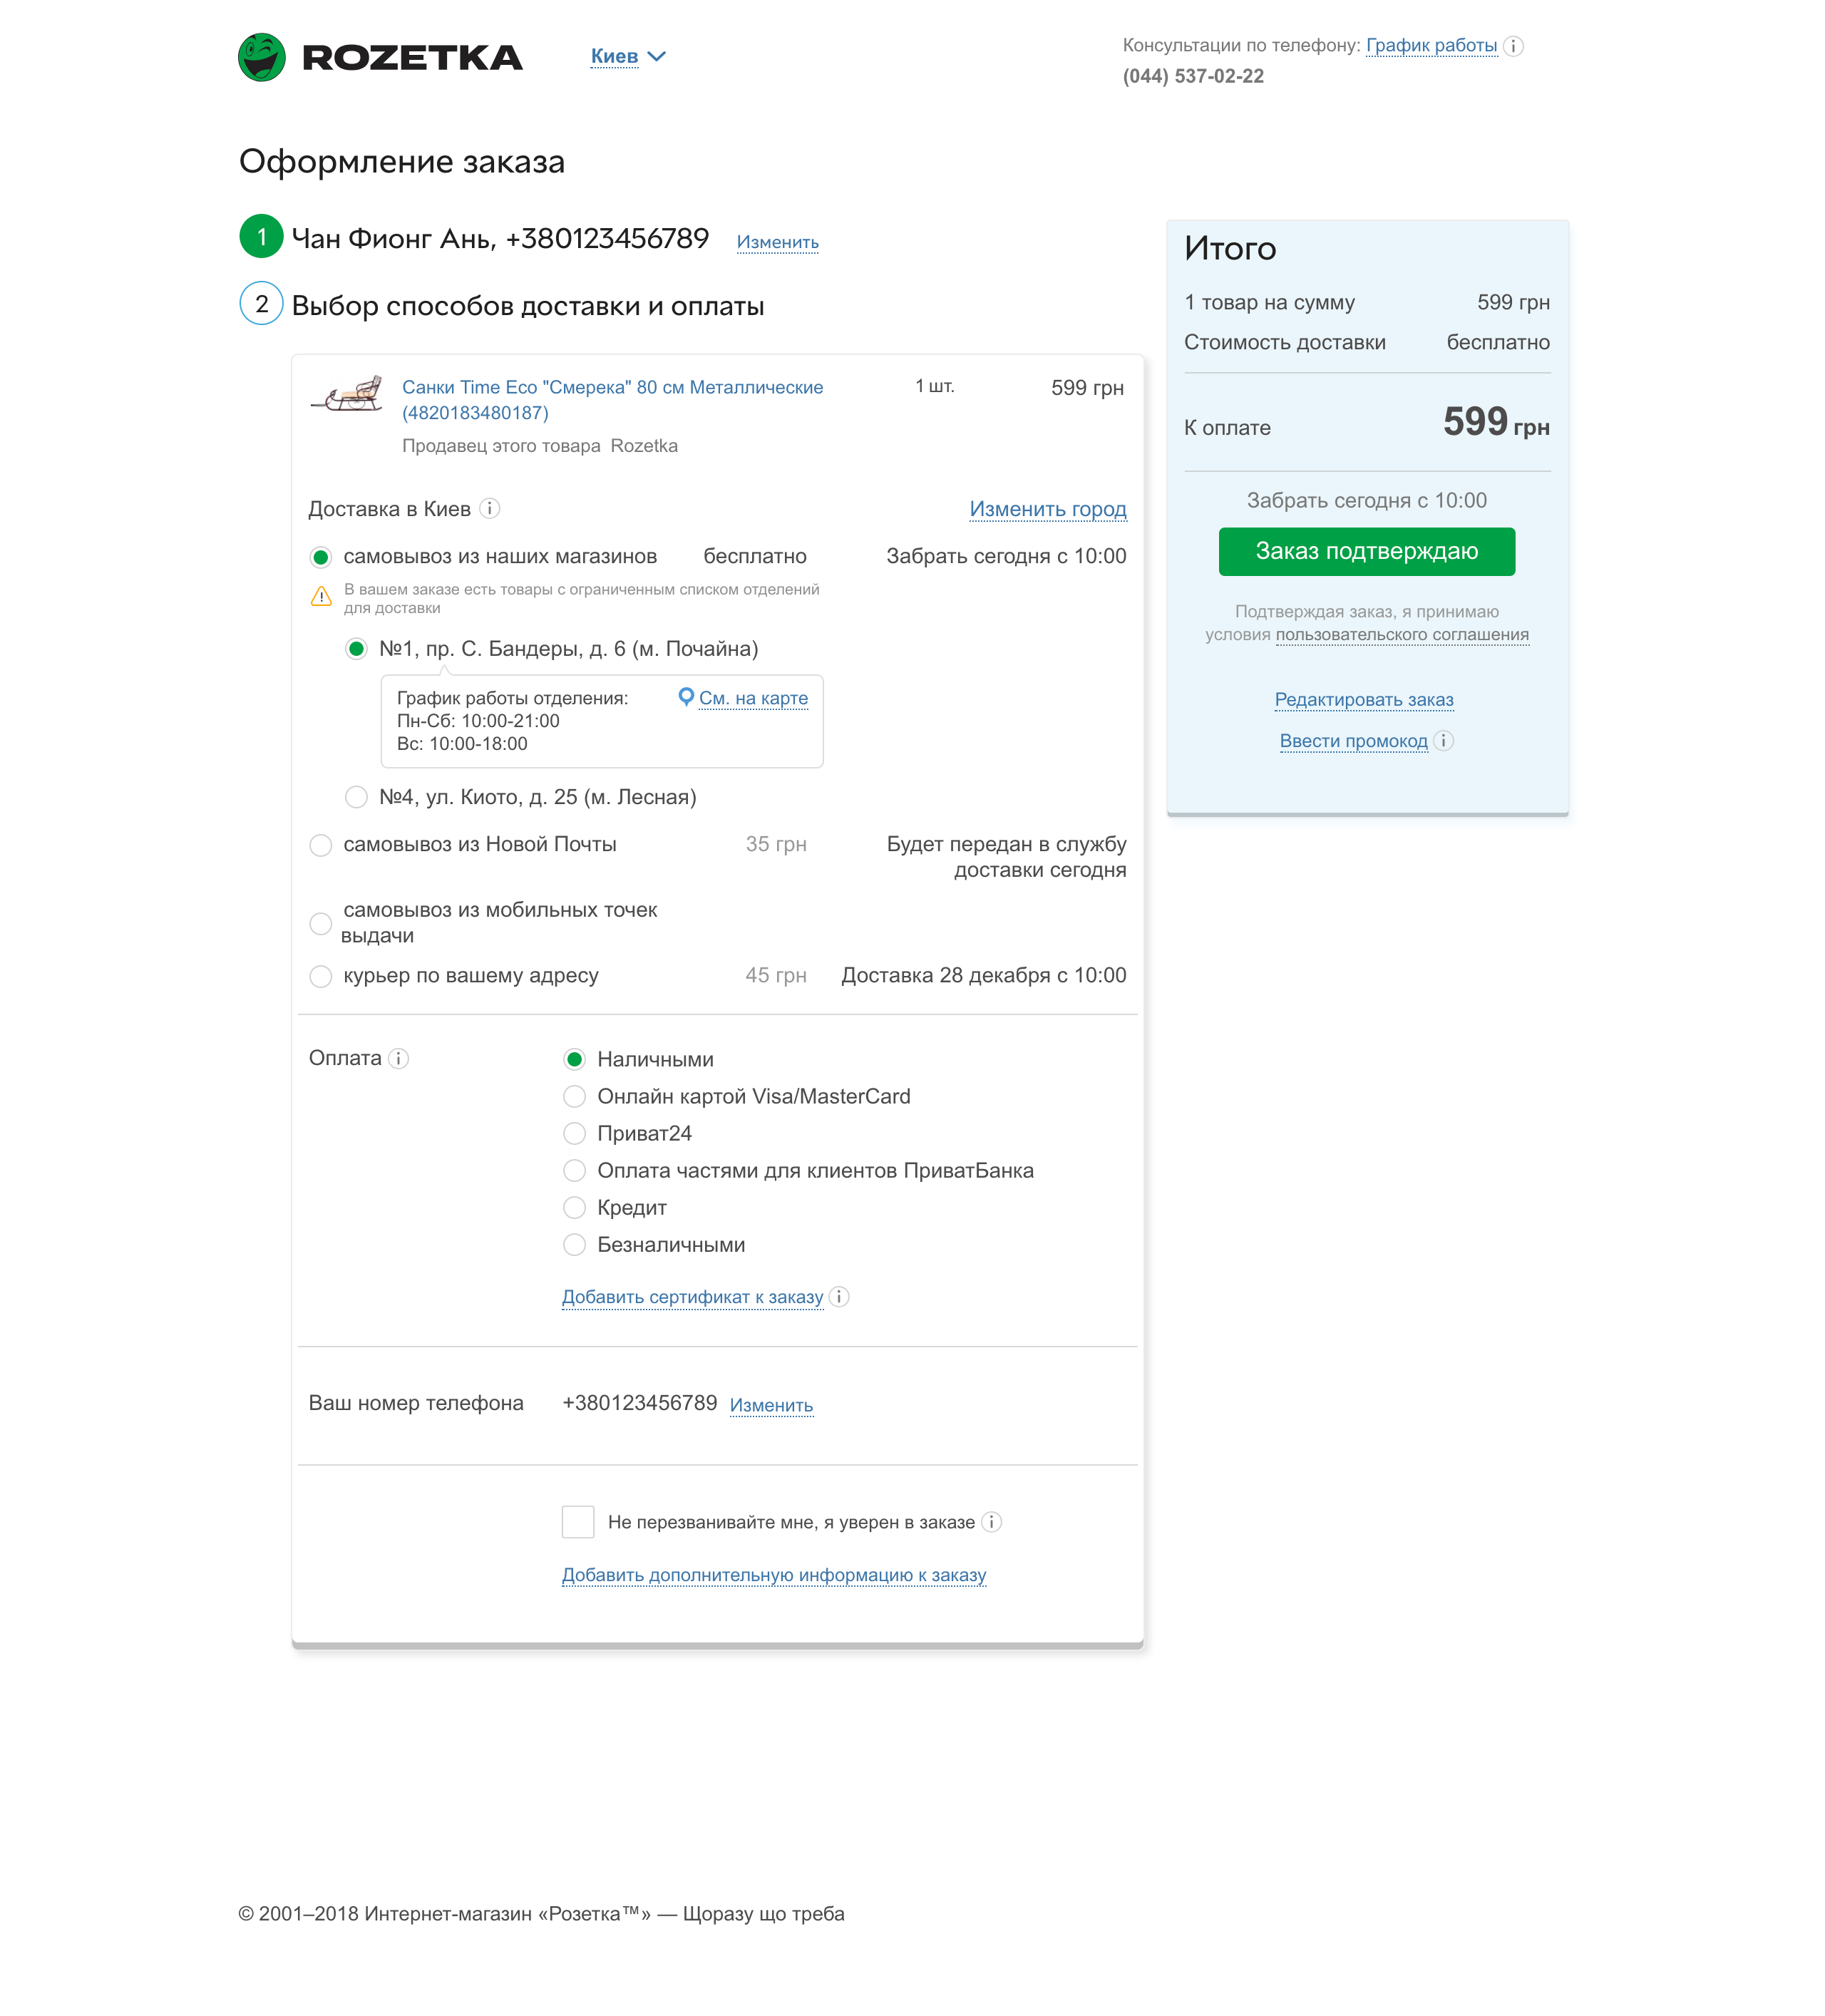 ROZETKA
Киев
Консультации по телефону: График работы
(044) 537-02-22
Оформление заказа
1 Чан Фионг Ань, +380123456789 Изменить
2 Выбор способов доставки и оплаты
Санки Time Eco "Смерека" 80 см Металлические
(4820183480187)
1 шт.
599 грн
Продавец этого товара Rozetka
Доставка в Киев
Изменить город
самовывоз из наших магазинов бесплатно Забрать сегодня с 10:00
В вашем заказе есть товары с ограниченным списком отделений
для доставки
№1, пр. С. Бандеры, д. 6 (м. Почайна)
График работы отделения: См. на карте
Пн-Сб: 10:00-21:00
Вс: 10:00-18:00
№4, ул. Киото, д. 25 (м. Лесная)
самовывоз из Новой Почты 35 грн Будет передан в службу
доставки сегодня
самовывоз из мобильных точек
выдачи
курьер по вашему адресу 45 грн Доставка 28 декабря с 10:00
Оплата
Наличными
Онлайн картой Visa/MasterCard
Приват24
Оплата частями для клиентов ПриватБанка
Кредит
Безналичными
Добавить сертификат к заказу
Ваш номер телефона +380123456789 Изменить
Не перезванивайте мне, я уверен в заказе
Добавить дополнительную информацию к заказу
Итого
1 товар на сумму 599 грн
Стоимость доставки бесплатно
К оплате 599 грн
Забрать сегодня с 10:00
Заказ подтверждаю
Подтверждая заказ, я принимаю
условия пользовательского соглашения
Редактировать заказ
Ввести промокод
© 2001–2018 Интернет-магазин «Розетка™» — Щоразу що треба